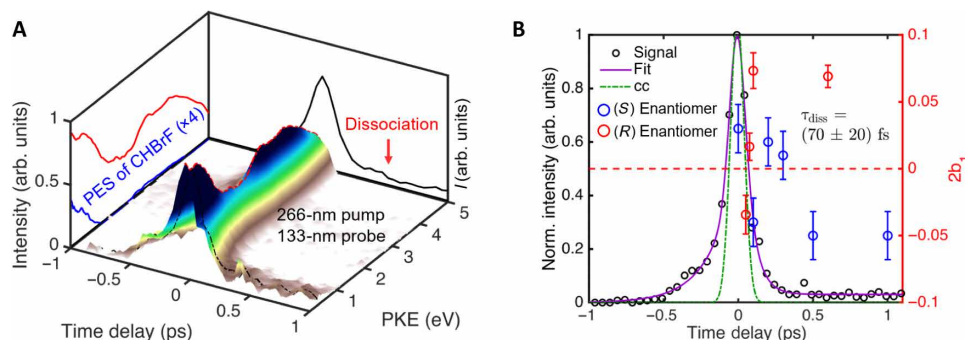 A
Intensity (arb. units)
1
0.5
0
PES of CHBrF (×4)
Dissociation
I (arb. units)
266-nm pump
133-nm probe
-1
-0.5
0
0.5
1
Time delay (ps)
1
2
3
4
5
PKE (eV)
B
Norm. intensity (arb. units)
1
0.8
0.6
0.4
0.2
0
Signal
Fit
cc
(S) Enantiomer
(R) Enantomer
τdiss =
(70 ± 20) fs
0.1
0.05
0
-0.05
-0.1
2b₁
-1
-0.5
0
0.5
1
Time delay (ps)